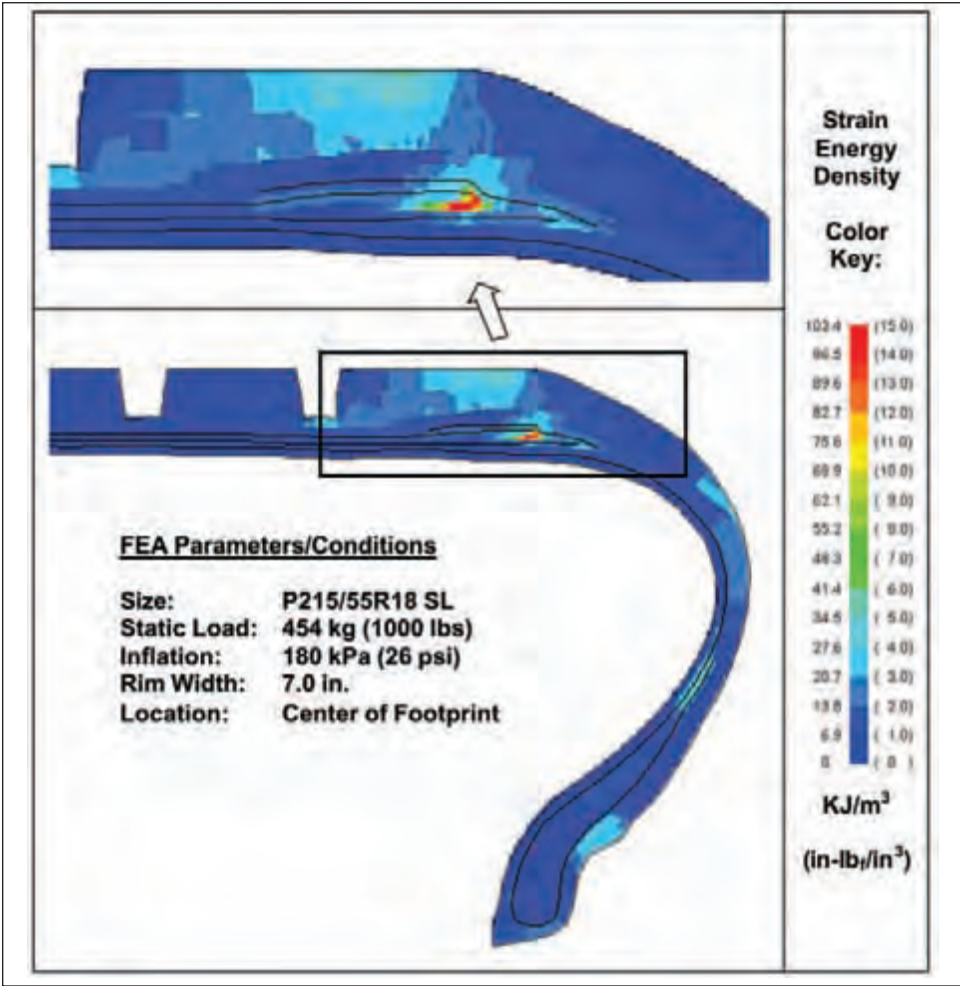 Strain
Energy
Density
Color
Key:
103.4 (15.0)
96.5 (14.0)
89.6 (13.0)
82.7 (12.0)
75.8 (11.0)
68.9 (10.0)
62.1 ( 9.0)
55.2 ( 8.0)
48.3 ( 7.0)
41.4 ( 6.0)
34.5 ( 5.0)
27.6 ( 4.0)
20.7 ( 3.0)
13.8 ( 2.0)
6.9 ( 1.0)
0. ( 0 )
KJ/m³
(in-lbf/in³)
FEA Parameters/Conditions
Size: P215/55R18 SL
Static Load: 454 kg (1000 lbs)
Inflation: 180 kPa (26 psi)
Rim Width: 7.0 in.
Location: Center of Footprint